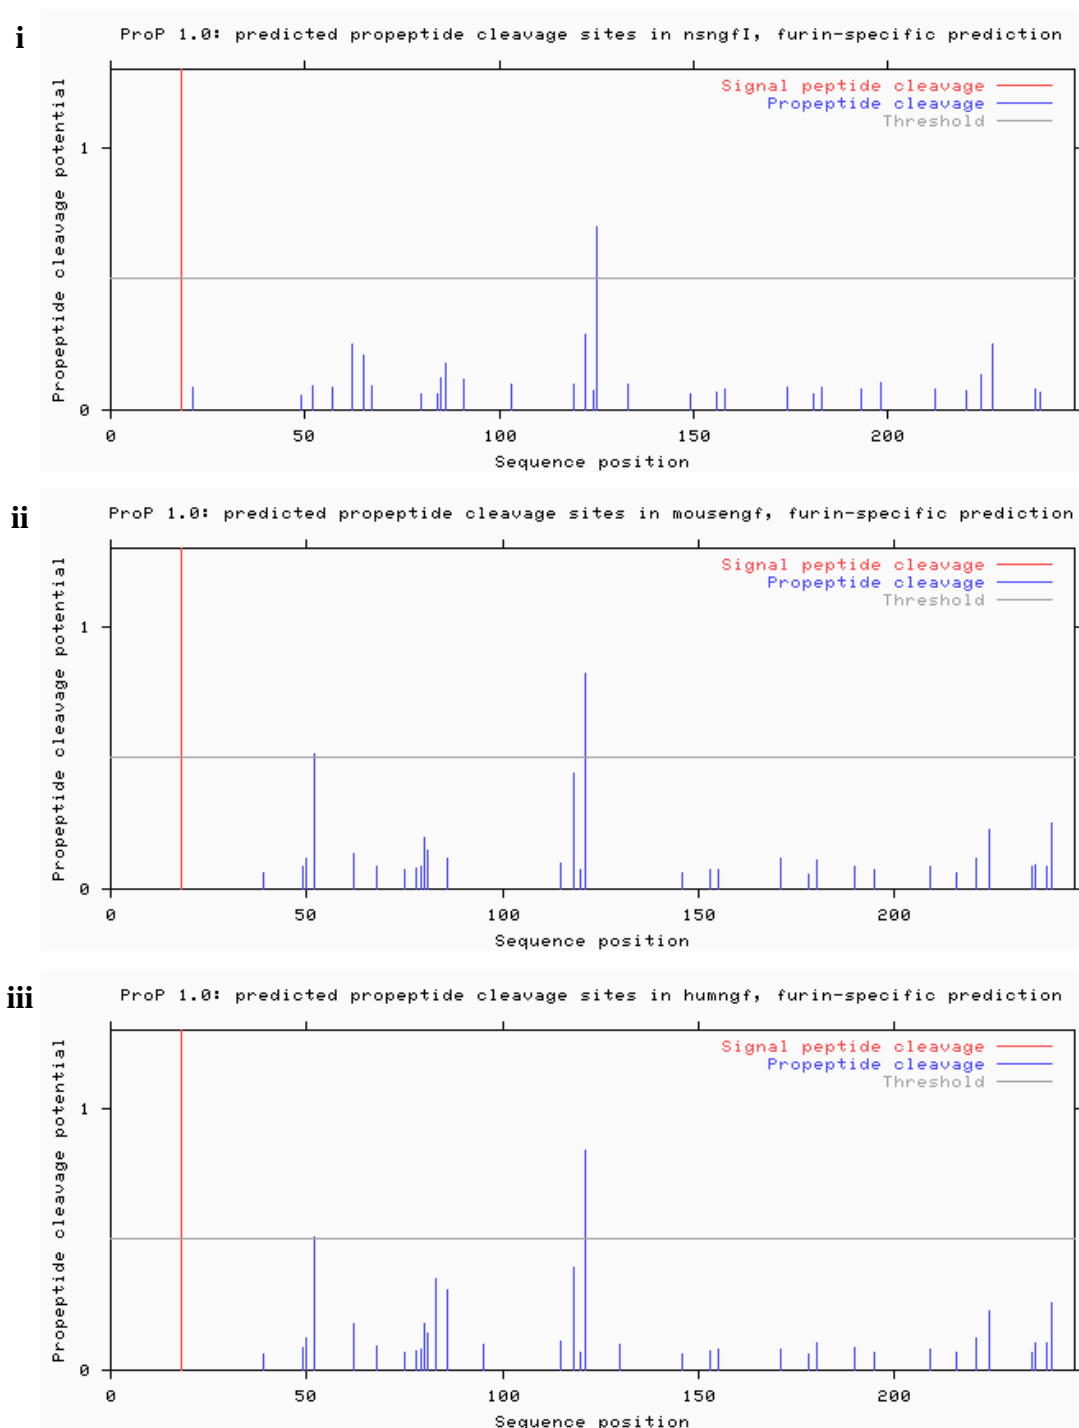 i
ProP 1.0: predicted propeptide cleavage sites in nsngfI, furin-specific prediction
Propeptide cleavage potential
Signal peptide cleavage
Propeptide cleavage
Threshold
1
0
0 50 100 150 200
Sequence position
ii
ProP 1.0: predicted propeptide cleavage sites in mousengf, furin-specific prediction
Propeptide cleavage potential
Signal peptide cleavage
Propeptide cleavage
Threshold
1
0
0 50 100 150 200
Sequence position
iii
ProP 1.0: predicted propeptide cleavage sites in humngf, furin-specific prediction
Propeptide cleavage potential
Signal peptide cleavage
Propeptide cleavage
Threshold
1
0
0 50 100 150 200
Sequence position